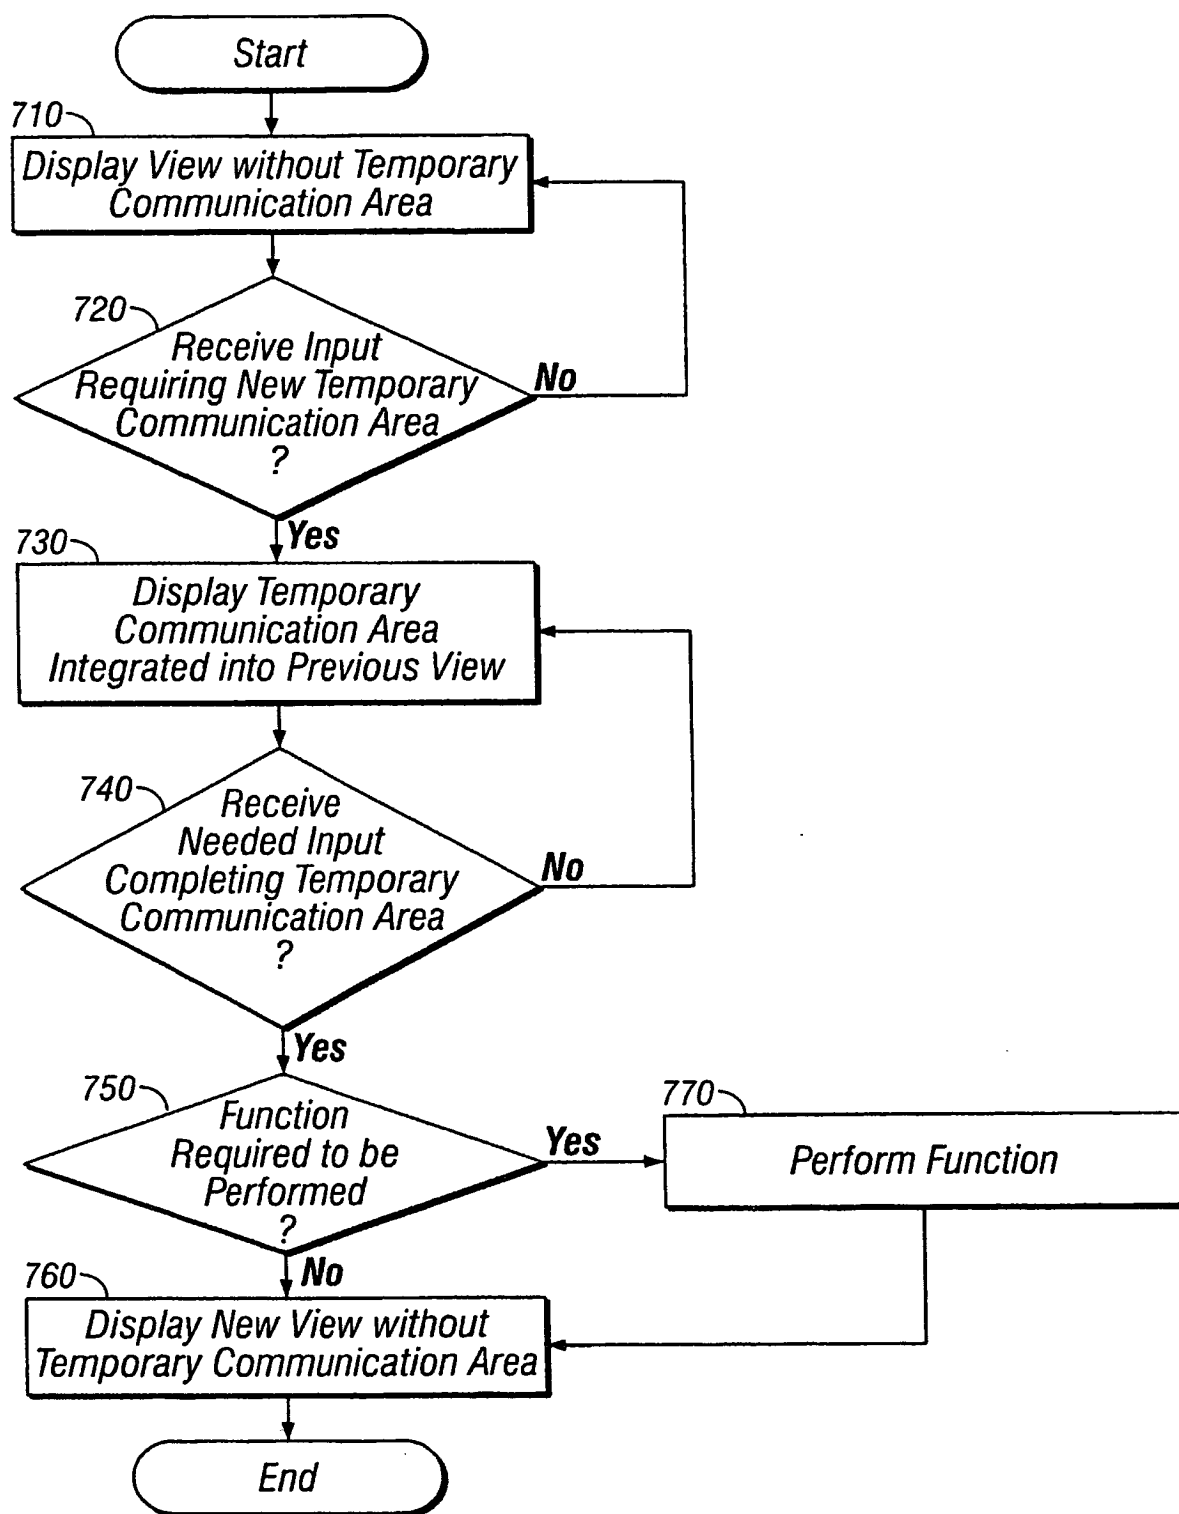 Start
710
Display View without Temporary
Communication Area
720
Receive Input
Requiring New Temporary
Communication Area
?
No
Yes
730
Display Temporary
Communication Area
Integrated into Previous View
740
Receive
Needed Input
Completing Temporary
Communication Area
?
No
Yes
750
Function
Required to be
Performed
?
Yes
770
Perform Function
No
760
Display New View without
Temporary Communication Area
End